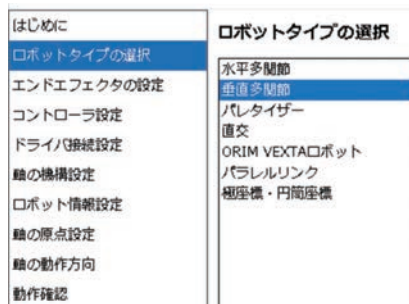 はじめに
ロボットタイプの選択
エンドエフェクタの設定
コントローラ設定
ドライバ接続設定
軸の機構設定
ロボット情報設定
軸の原点設定
軸の動作方向
動作確認
ロボットタイプの選択
水平多関節
垂直多関節
パレタイザー
直交
ORIM VEXTAロボット
パラレルリンク
極座標・円筒座標